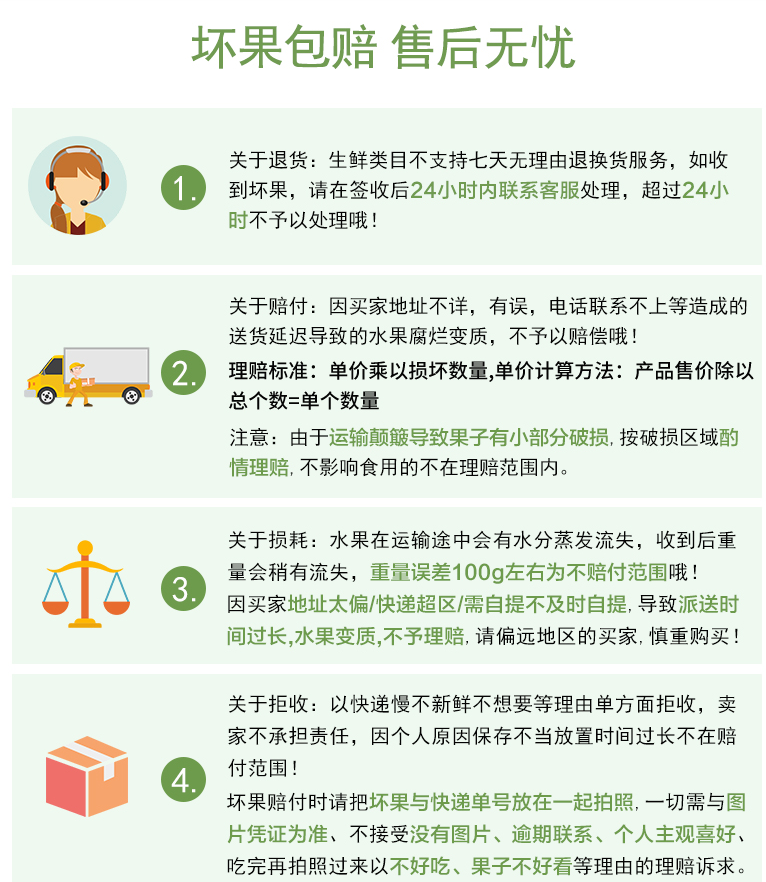 坏果包赔 售后无忧
关于退货：生鲜类目不支持七天无理由退换货服务，如收
到坏果，请在签收后24小时内联系客服处理，超过24小
时不予以处理哦！
1.
关于赔付：因买家地址不详，有误，电话联系不上等造成的
送货延迟导致的水果腐烂变质，不予以赔偿哦！
2.
理赔标准：单价乘以损坏数量,单价计算方法：产品售价除以
总个数=单个数量
注意：由于运输颠簸导致果子有小部分破损,按破损区域酌
情理赔,不影响食用的不在理赔范围内。
关于损耗：水果在运输途中会有水分蒸发流失，收到后重
量会稍有流失，重量误差100g左右为不赔付范围哦！
3.
因买家地址太偏/快递超区/需自提不及时自提,导致派送时
间过长,水果变质,不予理赔,请偏远地区的买家,慎重购买！
关于拒收：以快递慢不新鲜不想要等理由单方面拒收，卖
家不承担责任，因个人原因保存不当放置时间过长不在赔
付范围！
4.
坏果赔付时请把坏果与快递单号放在一起拍照,一切需与图
片凭证为准、不接受没有图片、逾期联系、个人主观喜好、
吃完再拍照过来以不好吃、果子不好看等理由的理赔诉求。